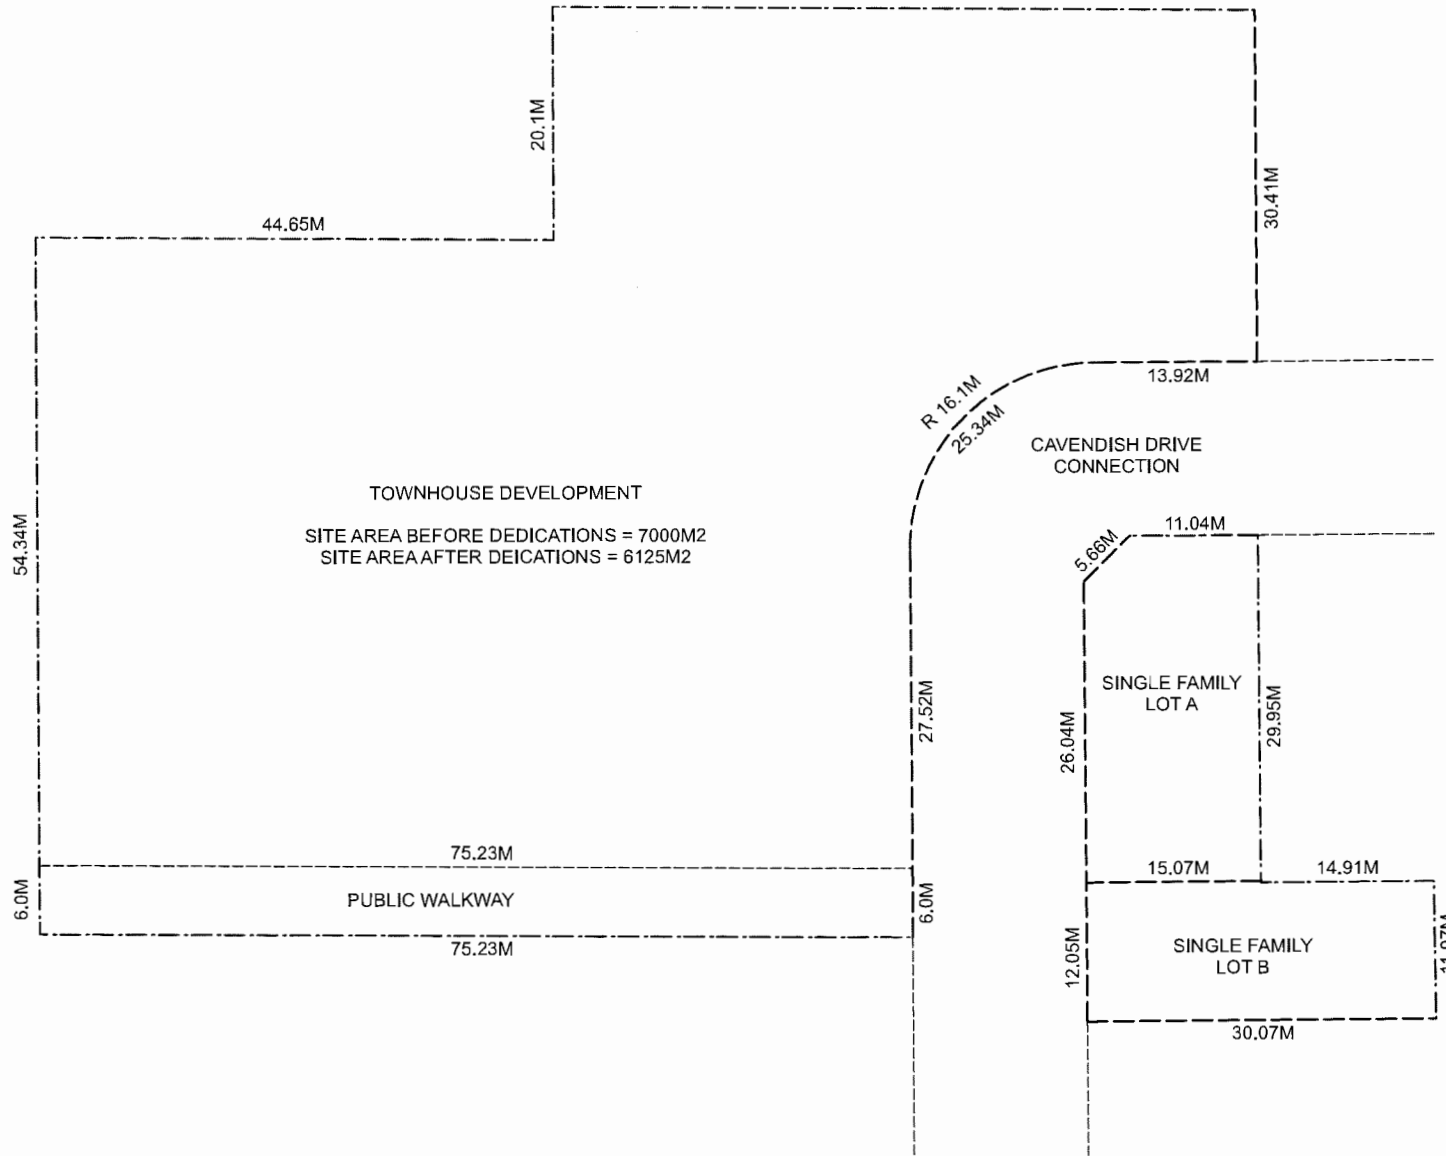 20.1M
30.41M
44.65M
R 16.1M
25.34M
13.92M
CAVENDISH DRIVE
CONNECTION
TOWNHOUSE DEVELOPMENT
SITE AREA BEFORE DEDICATIONS = 7000M2
SITE AREA AFTER DEICATIONS = 6125M2
54.34M
11.04M
5.66M
SINGLE FAMILY
LOT A
27.52M
26.04M
29.95M
75.23M
15.07M
14.91M
6.0M
PUBLIC WALKWAY
6.0M
75.23M
12.05M
SINGLE FAMILY
LOT B
30.07M